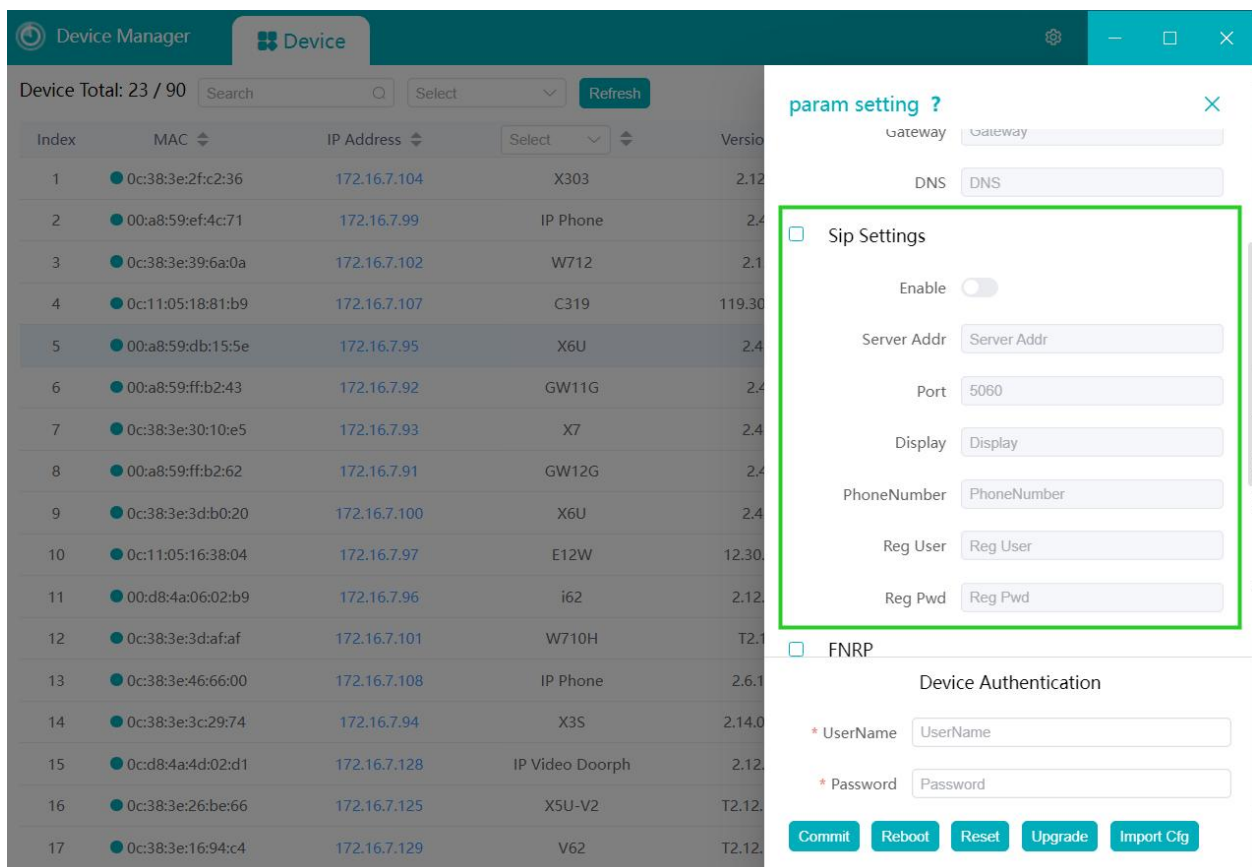 Device Manager
Device
Device Total: 23 / 90 Search Select Refresh
Index MAC IP Address Select Versio
1 0c:38:3e:2f:c2:36 172.16.7.104 X303 2.12
2 00:a8:59:ef:4c:71 172.16.7.99 IP Phone 2.4
3 0c:38:3e:39:6a:0a 172.16.7.102 W712 2.1
4 0c:11:05:18:81:b9 172.16.7.107 C319 119.30
5 00:a8:59:db:15:5e 172.16.7.95 X6U 2.4
6 00:a8:59:ff:b2:43 172.16.7.92 GW11G 2.4
7 0c:38:3e:30:10:e5 172.16.7.93 X7 2.4
8 00:a8:59:ff:b2:62 172.16.7.91 GW12G 2.4
9 0c:38:3e:3d:b0:20 172.16.7.100 X6U 2.4
10 0c:11:05:16:38:04 172.16.7.97 E12W 12.30.
11 00:d8:4a:06:02:b9 172.16.7.96 i62 2.12.
12 0c:38:3e:3d:af:af 172.16.7.101 W710H T2.1
13 0c:38:3e:46:66:00 172.16.7.108 IP Phone 2.6.1
14 0c:38:3e:3c:29:74 172.16.7.94 X3S 2.14.0
15 0c:d8:4a:4d:02:d1 172.16.7.128 IP Video Doorph 2.12.
16 0c:38:3e:26:be:66 172.16.7.125 X5U-V2 T2.12.
17 0c:38:3e:16:94:c4 172.16.7.129 V62 T2.12.
param setting ?
Gateway Gateway
DNS DNS
Sip Settings
Enable
Server Addr Server Addr
Port 5060
Display Display
PhoneNumber PhoneNumber
Reg User Reg User
Reg Pwd Reg Pwd
FNRP
Device Authentication
* UserName UserName
* Password Password
Commit Reboot Reset Upgrade Import Cfg